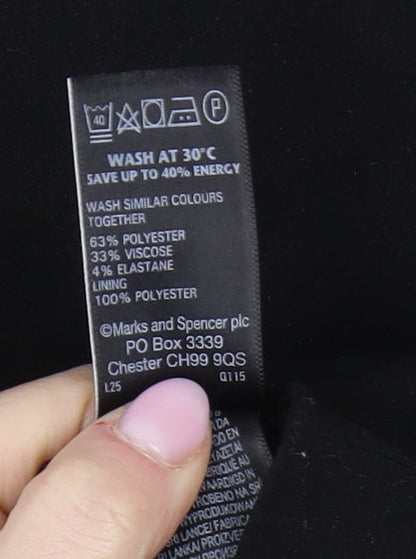 40 P
WASH AT 30°C
SAVE UP TO 40% ENERGY
WASH SIMILAR COLOURS
TOGETHER
63% POLYESTER
33% VISCOSE
4% ELASTANE
LINING
100% POLYESTER
©Marks and Spencer plc
PO Box 3339
Chester CH99 9QS
L25 Q115